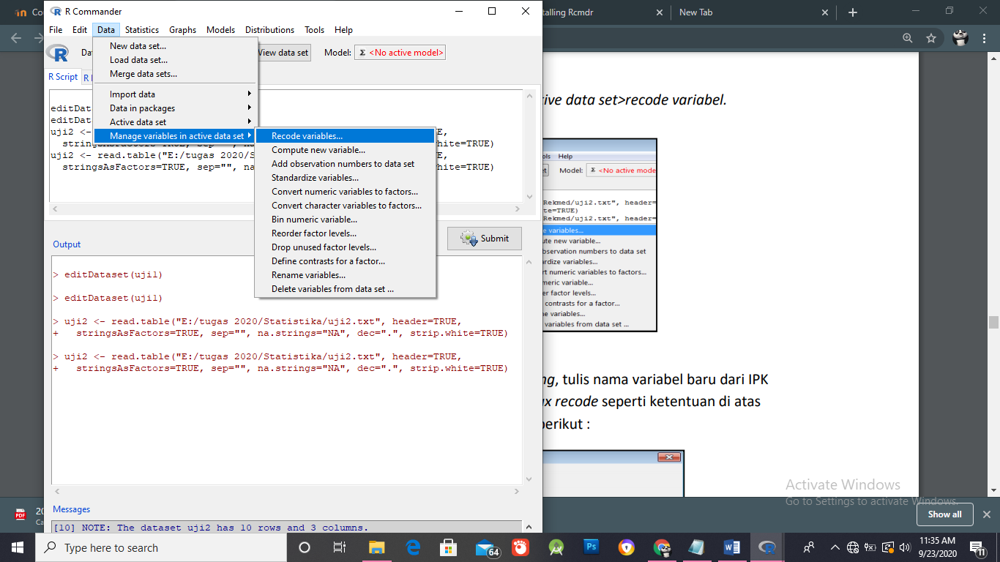 Co
R Commander
talling Rcmdr
New Tab
File Edit Data Statistics Graphs Models Distributions Tools Help
Da
View data set
Model:
Σ <No active model>
New data set...
Load data set...
Merge data sets...
Import data
Data in packages
Active data set
Manage variables in active data set
Recode variables...
Compute new variable...
Add observation numbers to data set
Standardize variables...
Convert numeric variables to factors...
Convert character variables to factors...
Bin numeric variable...
Reorder factor levels...
Drop unused factor levels...
Define contrasts for a factor...
Rename variables...
Delete variables from data set ...
R Script
R
editDat
editDat
uji2 <- E,
hite=TRUE)
uji2 <- read.table("E:/tugas 2020/S E,
stringsAsFactors=TRUE, sep="", na hite=TRUE)
Submit
Output
> editDataset(uji1)
> editDataset(uji1)
> uji2 <- read.table("E:/tugas 2020/Statistika/uji2.txt", header=TRUE,
+   stringsAsFactors=TRUE, sep="", na.strings="NA", dec=".", strip.white=TRUE)
> uji2 <- read.table("E:/tugas 2020/Statistika/uji2.txt", header=TRUE,
+   stringsAsFactors=TRUE, sep="", na.strings="NA", dec=".", strip.white=TRUE)
Messages
[10] NOTE: The dataset uji2 has 10 rows and 3 columns.
ive data set>recode variabel.
ols Help
et Model: Σ <No active mode
Rekmed/uji2.txt", header=
te=TRUE)
Rekmed/uji2.txt", header=
e variables...
ute new variable...
bservation numbers to data set
rdize variables...
rt numeric variables to factors...
meric variable...
er factor levels...
contrasts for a factor...
ne variables...
variables from data set ...
ng, tulis nama variabel baru dari IPK
ax recode seperti ketentuan di atas
berikut :
Activate Windows
Go to Settings to activate Windows.
PDF
20
Ca
Show all
Type here to search
64
Ps
11:35 AM
9/23/2020
11